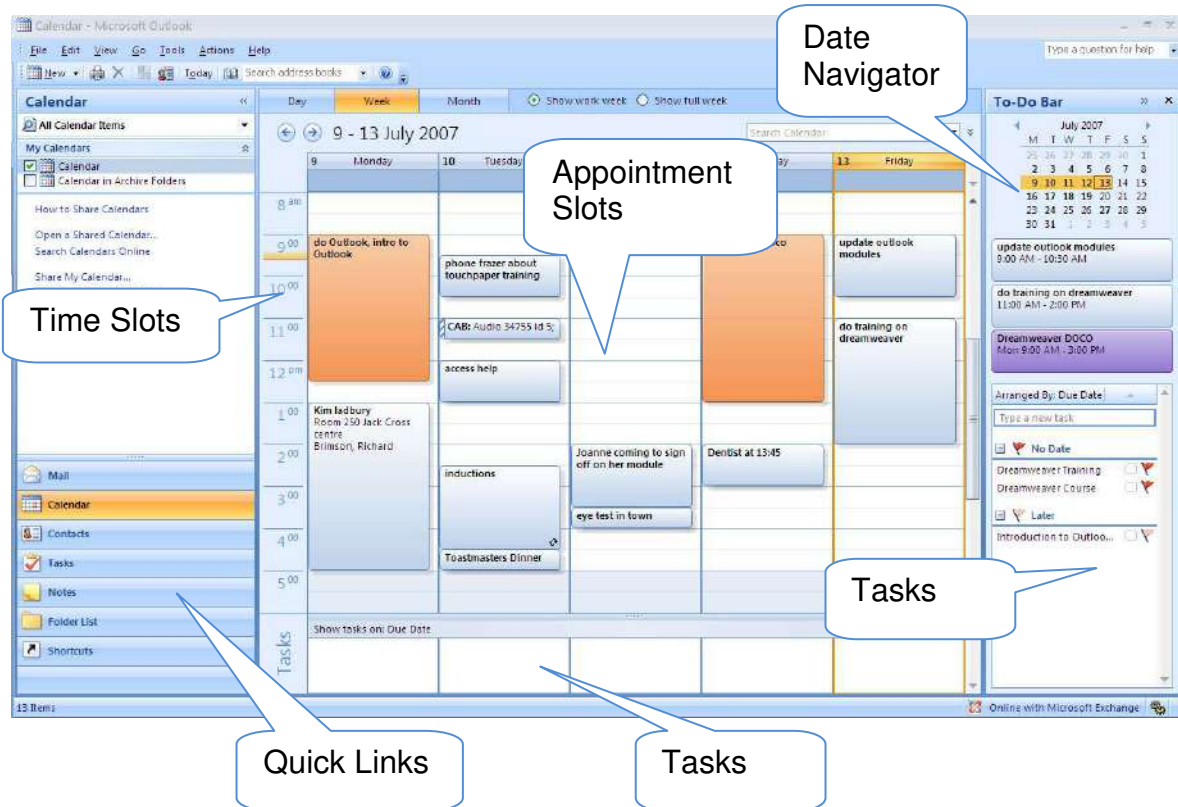 Calendar - Microsoft Outlook
File Edit View Go Tools Actions Help
Type a question for help
New Today Search address books
Calendar «
All Calendar Items
My Calendars
Calendar
Calendar in Archive Folders
How to Share Calendars
Open a Shared Calendar...
Search Calendars Online
Share My Calendar...
Time Slots
Mail
Calendar
Contacts
Tasks
Notes
Folder List
Shortcuts
13 Items
Day Week Month Show work week Show full week
9 - 13 July 2007
Search Calendar
9 Monday 10 Tuesday 13 Friday
8 am
9 00
10 00
11 00
12 pm
1 00
2 00
3 00
4 00
5 00
do Outlook, intro to
Outlook
Kim ladbury
Room 250 Jack Cross
centre
Brimson, Richard
phone frazer about
touchpaper training
CAB: Audio 34755 Id 5;
access help
inductions
Toastmasters Dinner
Appointment
Slots
Joanne coming to sign
off on her module
eye test in town
Dentist at 13:45
update outlook
modules
do training on
dreamweaver
Tasks
Show tasks on: Due Date
Date
Navigator
To-Do Bar »
July 2007
M T W T F S S
25 26 27 28 29 30 1
2 3 4 5 6 7 8
9 10 11 12 13 14 15
16 17 18 19 20 21 22
23 24 25 26 27 28 29
30 31 1 2 3 4 5
update outlook modules
9:00 AM - 10:30 AM
do training on dreamweaver
11:00 AM - 2:00 PM
Dreamweaver DOCO
Mon 9:00 AM - 3:00 PM
Arranged By: Due Date
Type a new task
No Date
Dreamweaver Training
Dreamweaver Course
Later
Introduction to Outloo...
Tasks
Online with Microsoft Exchange
Quick Links
Tasks